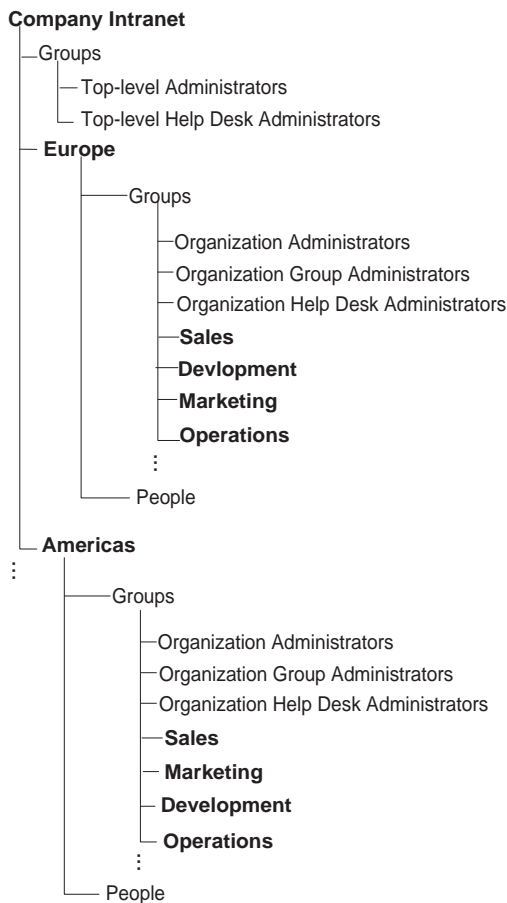 Company Intranet
Groups
Top-level Administrators
Top-level Help Desk Administrators
Europe
Groups
Organization Administrators
Organization Group Administrators
Organization Help Desk Administrators
Sales
Devlopment
Marketing
Operations
People
Americas
Groups
Organization Administrators
Organization Group Administrators
Organization Help Desk Administrators
Sales
Marketing
Development
Operations
People